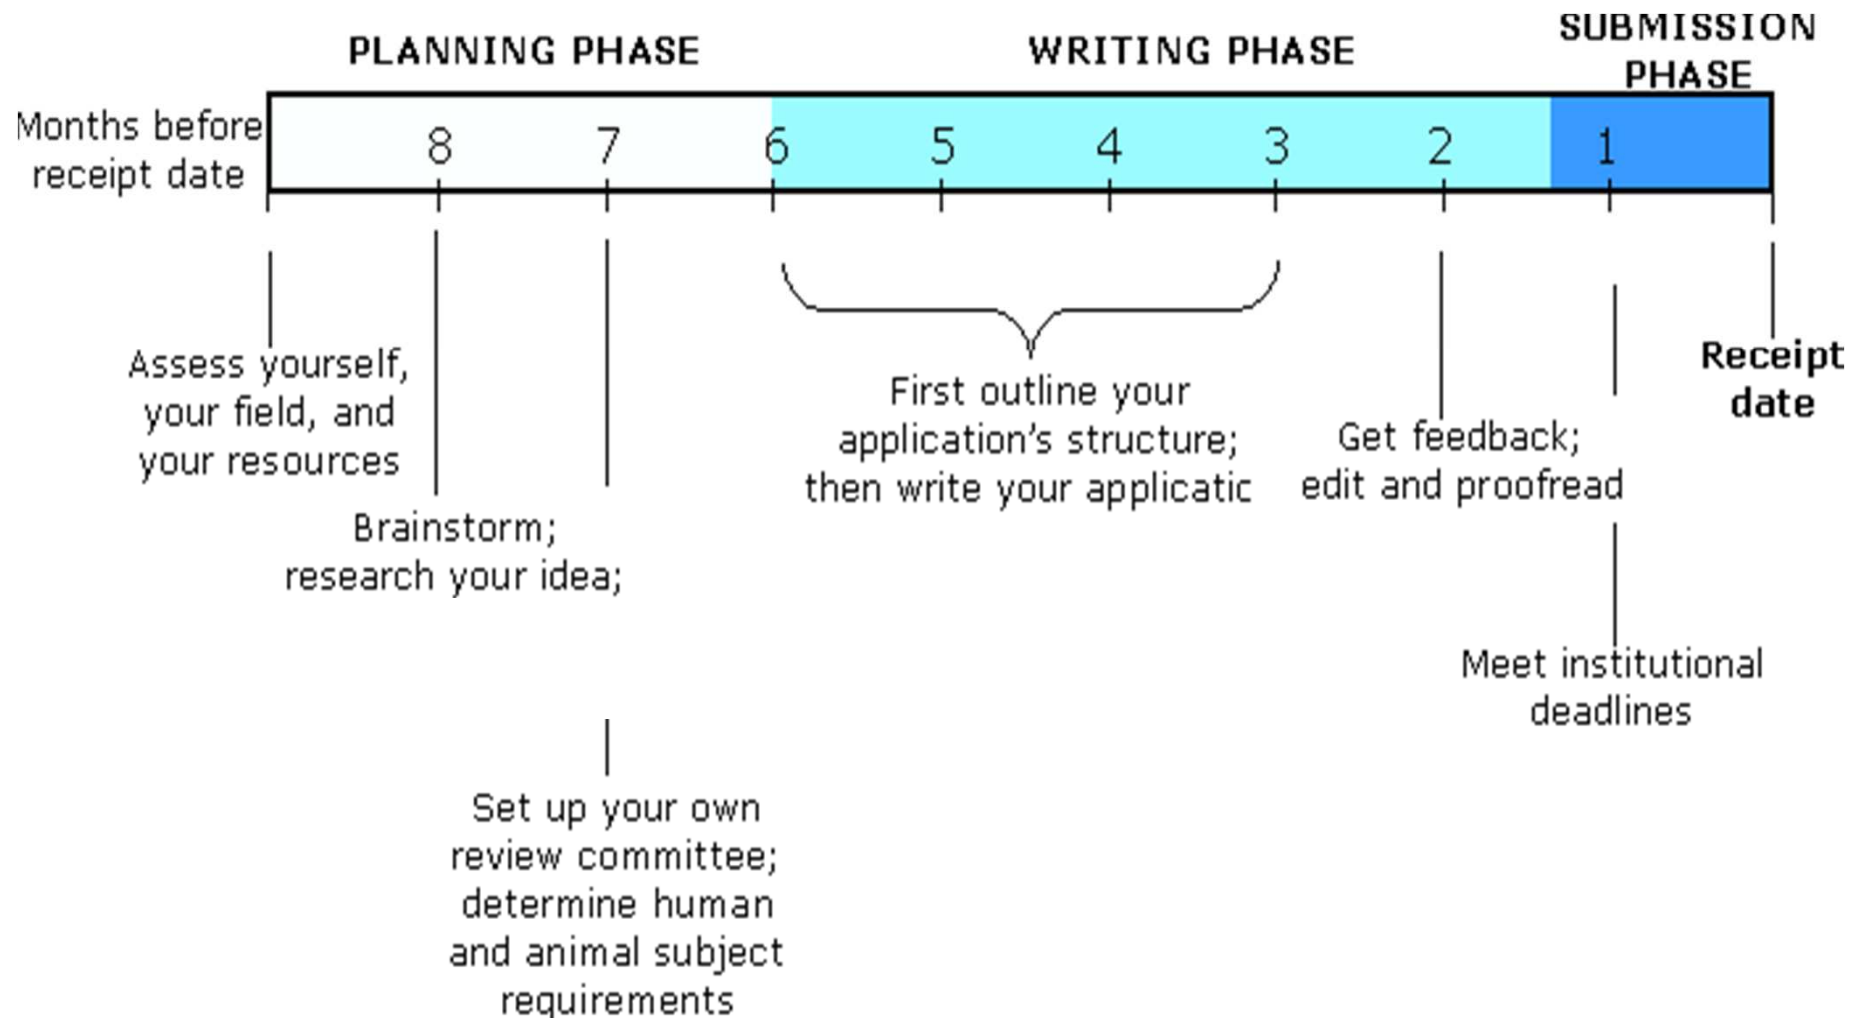 PLANNING PHASE
WRITING PHASE
SUBMISSION
PHASE
Months before
receipt date
8 7 6 5 4 3 2 1
Assess yourself,
your field, and
your resources
Brainstorm;
research your idea;
Set up your own
review committee;
determine human
and animal subject
requirements
First outline your
application's structure;
then write your applicatic
Get feedback;
edit and proofread
Meet institutional
deadlines
Receipt
date